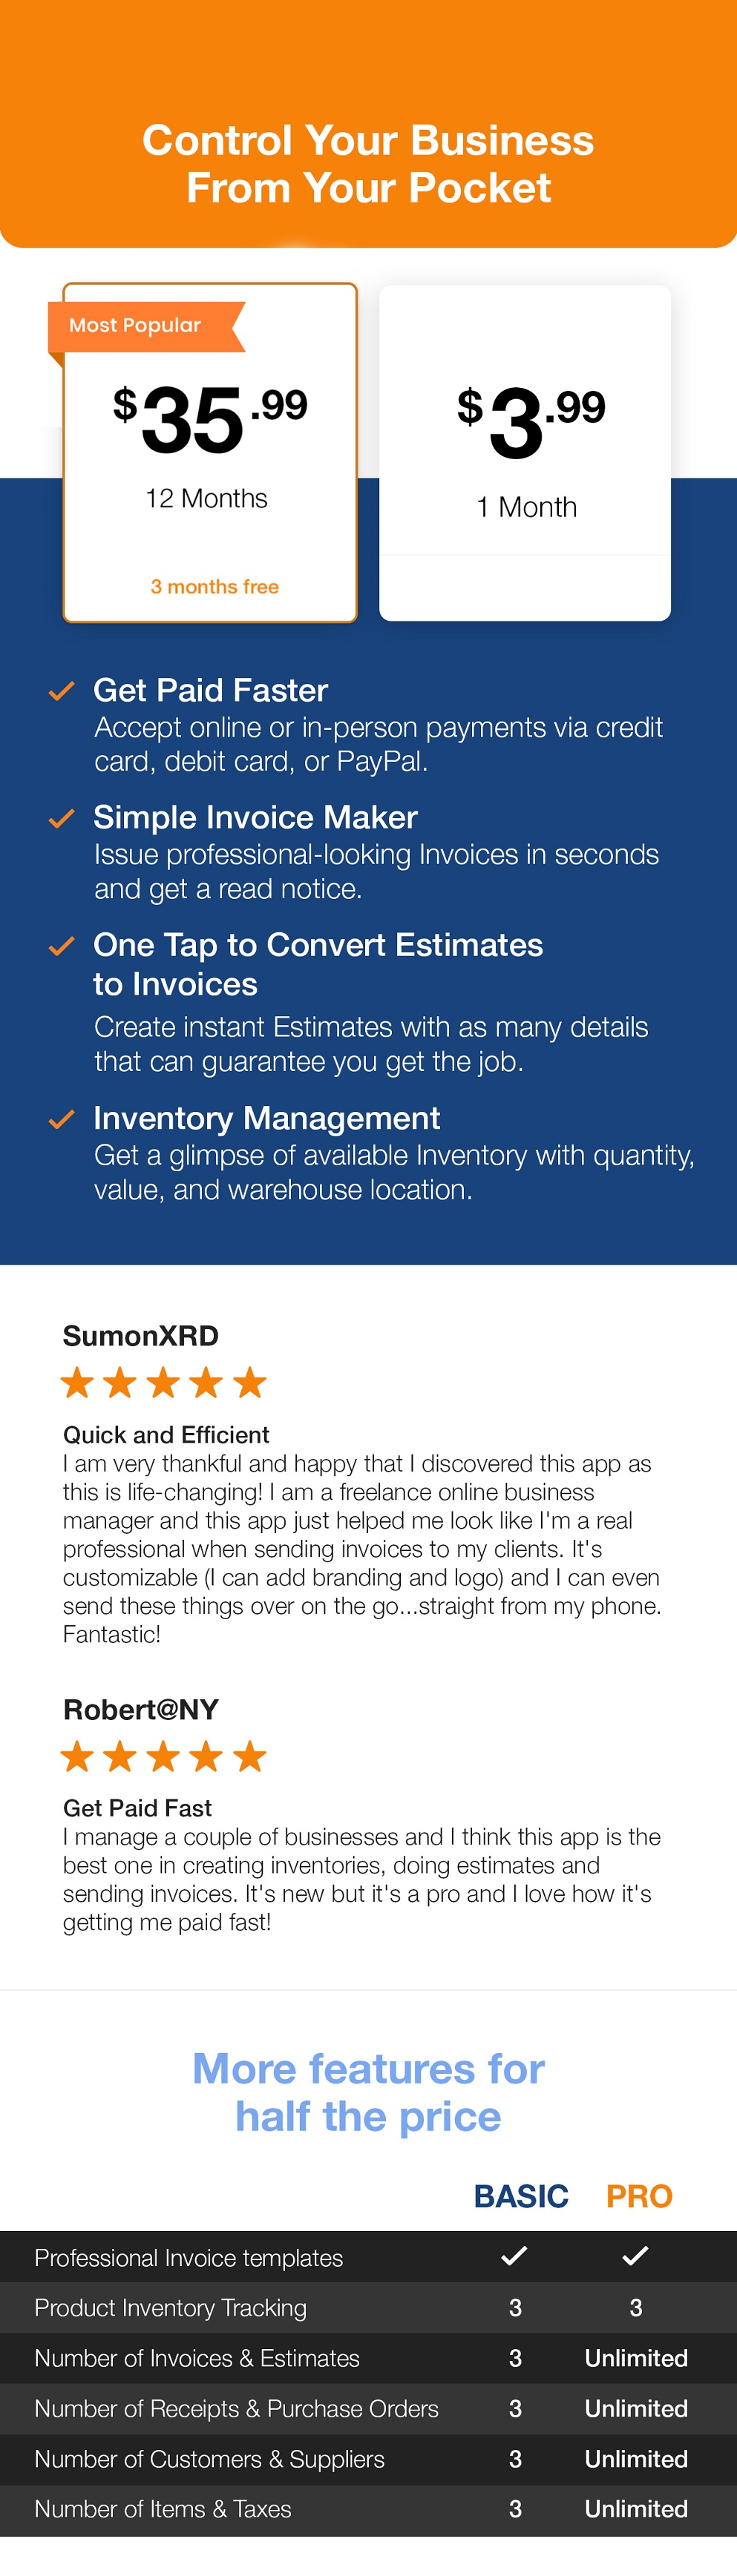 Control Your Business
From Your Pocket
Most Popular
$35.99
12 Months
3 months free
$3.99
1 Month
Get Paid Faster
Accept online or in-person payments via credit
card, debit card, or PayPal.
Simple Invoice Maker
Issue professional-looking Invoices in seconds
and get a read notice.
One Tap to Convert Estimates
to Invoices
Create instant Estimates with as many details
that can guarantee you get the job.
Inventory Management
Get a glimpse of available Inventory with quantity,
value, and warehouse location.
SumonXRD
Quick and Efficient
I am very thankful and happy that I discovered this app as
this is life-changing! I am a freelance online business
manager and this app just helped me look like I'm a real
professional when sending invoices to my clients. It's
customizable (I can add branding and logo) and I can even
send these things over on the go...straight from my phone.
Fantastic!
Robert@NY
Get Paid Fast
I manage a couple of businesses and I think this app is the
best one in creating inventories, doing estimates and
sending invoices. It's new but it's a pro and I love how it's
getting me paid fast!
More features for
half the price
BASIC PRO
Professional Invoice templates
Product Inventory Tracking 3 3
Number of Invoices & Estimates 3 Unlimited
Number of Receipts & Purchase Orders 3 Unlimited
Number of Customers & Suppliers 3 Unlimited
Number of Items & Taxes 3 Unlimited